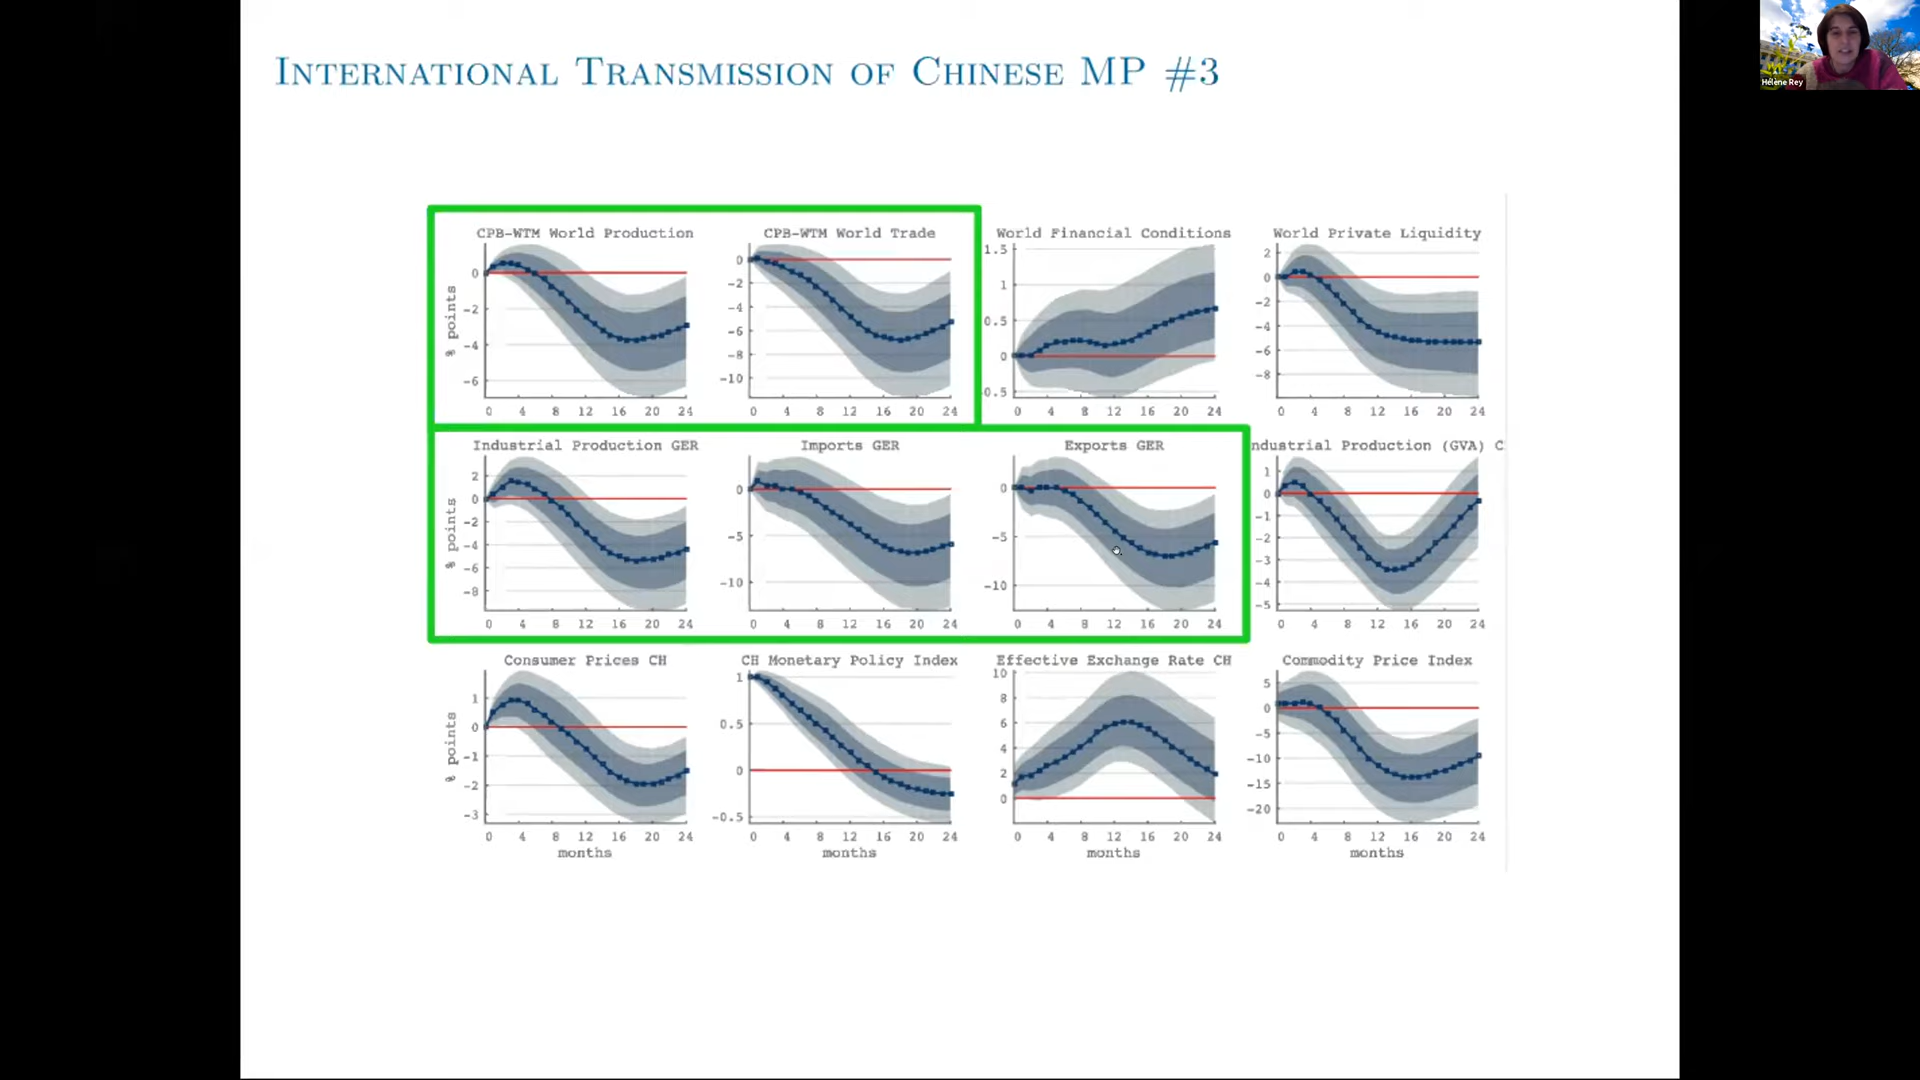 INTERNATIONAL TRANSMISSION OF CHINESE MP #3
Hélène Rey
CPB-WTM World Production
% points
0
-2
-4
-6
0 4 8 12 16 20 24
CPB-WTM World Trade
0
-2
-4
-6
-8
-10
0 4 8 12 16 20 24
World Financial Conditions
1.5
1
0.5
0
0.5
0 4 8 12 16 20 24
World Private Liquidity
2
0
-2
-4
-6
-8
0 4 8 12 16 20 24
Industrial Production GER
% points
2
0
-2
-4
-6
-8
0 4 8 12 16 20 24
Imports GER
0
-5
-10
0 4 8 12 16 20 24
Exports GER
0
-5
-10
0 4 8 12 16 20 24
ndustrial Production (GVA) C
1
0
-1
-2
-3
-4
-5
0 4 8 12 16 20 24
Consumer Prices CH
% points
1
0
-1
-2
-3
0 4 8 12 16 20 24
months
CH Monetary Policy Index
1
0.5
0
-0.5
0 4 8 12 16 20 24
months
Effective Exchange Rate CH
10
8
6
4
2
0
0 4 8 12 16 20 24
months
Commodity Price Index
5
0
-5
-10
-15
-20
0 4 8 12 16 20 24
months